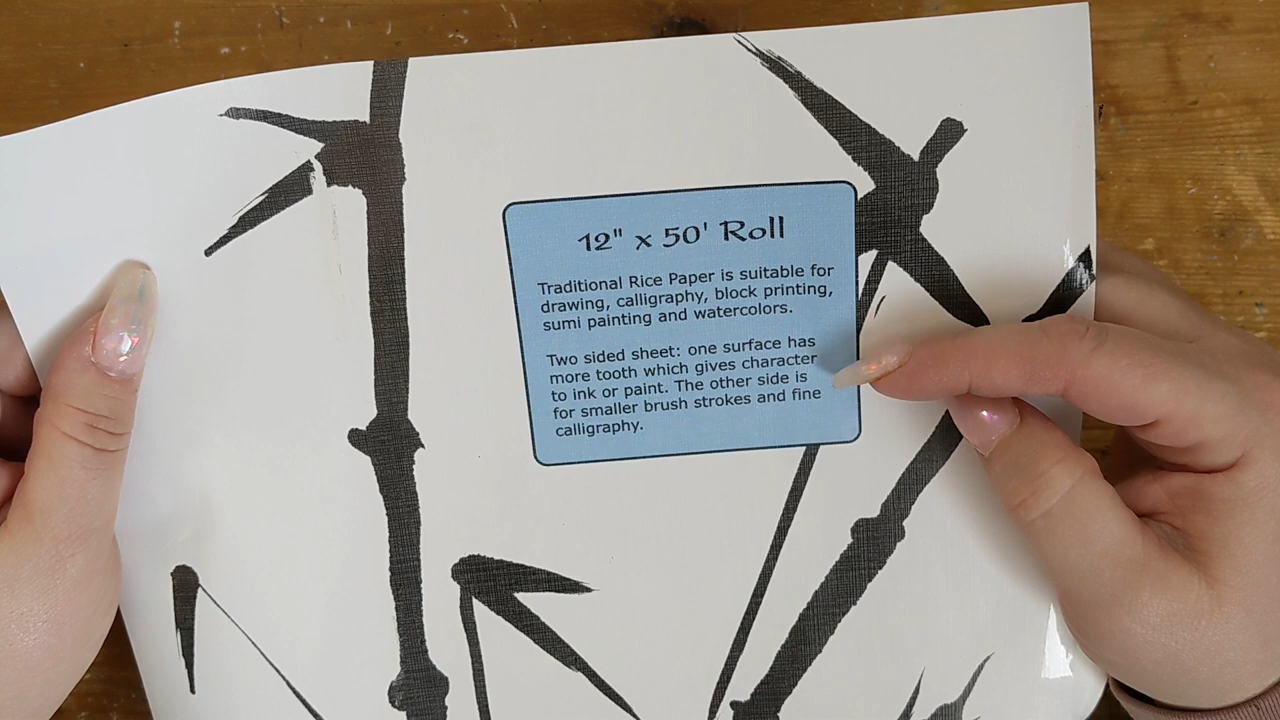 12" x 50' Roll
Traditional Rice Paper is suitable for
drawing, calligraphy, block printing,
sumi painting and watercolors.
Two sided sheet: one surface has
more tooth which gives character
to ink or paint. The other side is
for smaller brush strokes and fine
calligraphy.